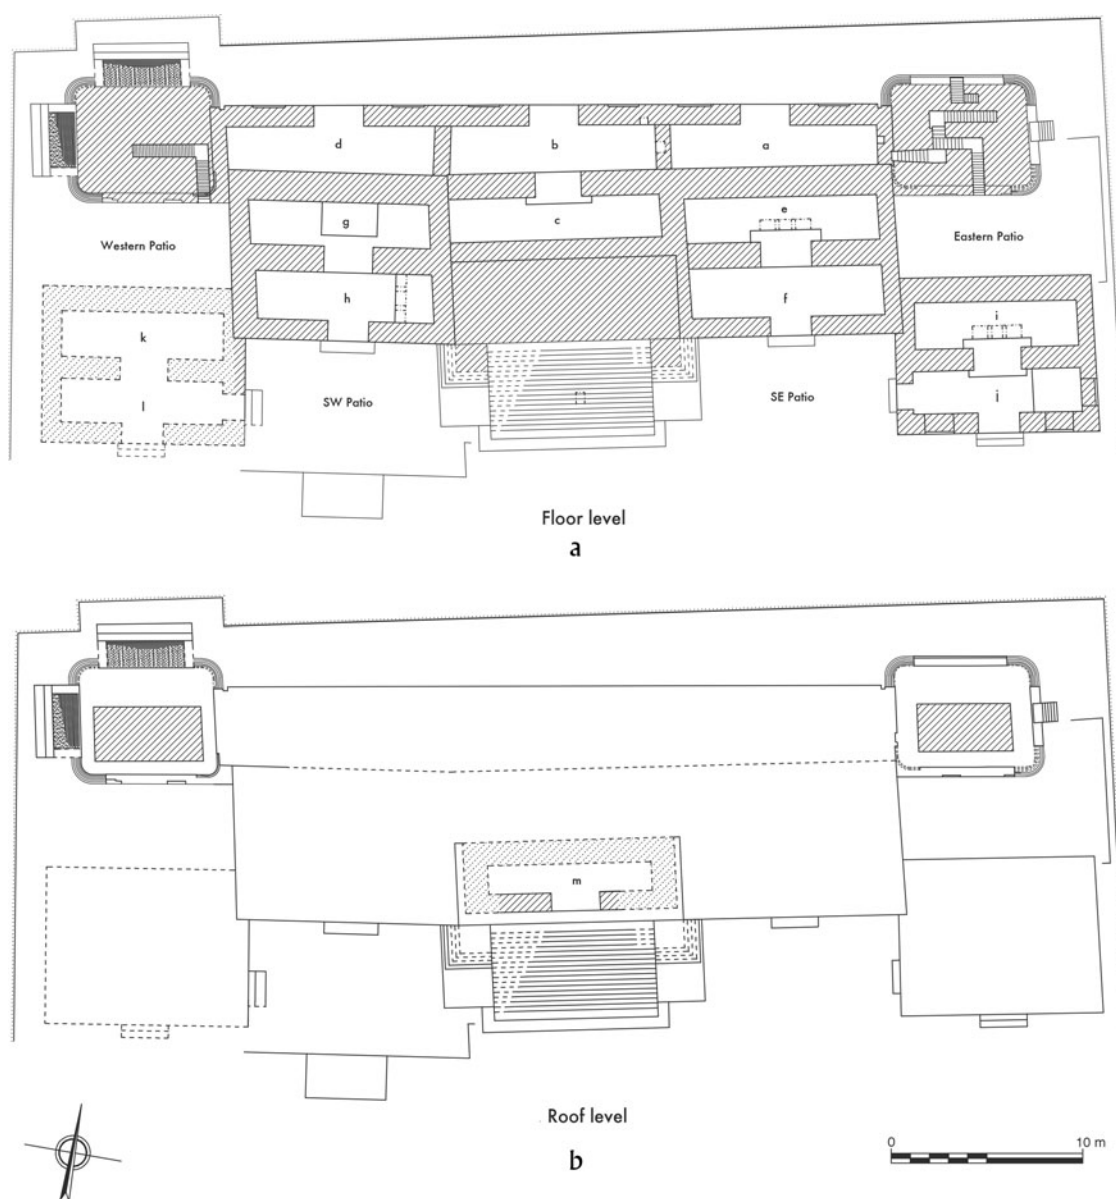 d
b
a
g
c
e
Western Patio
Eastern Patio
h
f
i
k
l
j
SW Patio
SE Patio
Floor level
a
m
Roof level
b
0
10 m